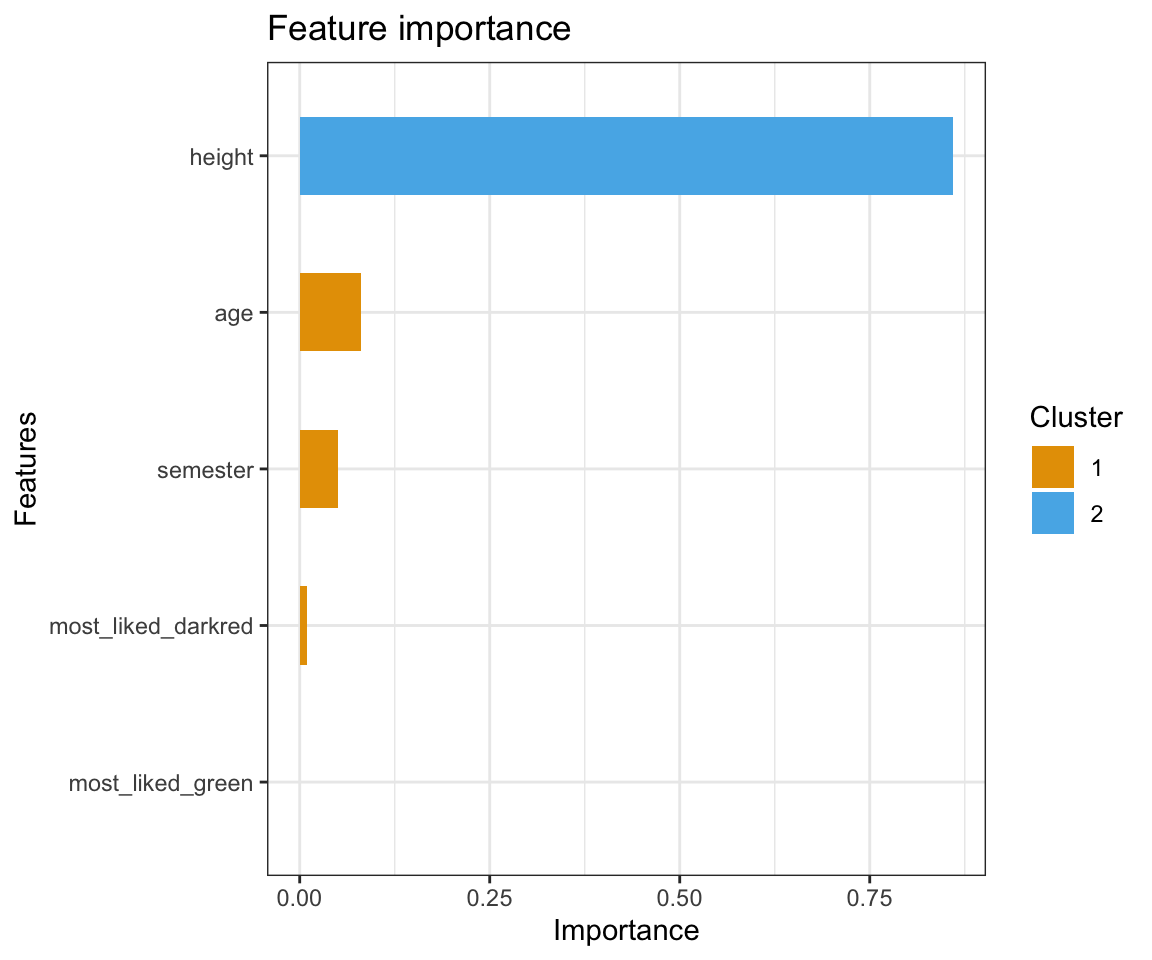 Feature importance
height
age
semester
most_liked_darkred
most_liked_green
Features
0.00 0.25 0.50 0.75
Importance
Cluster
1
2